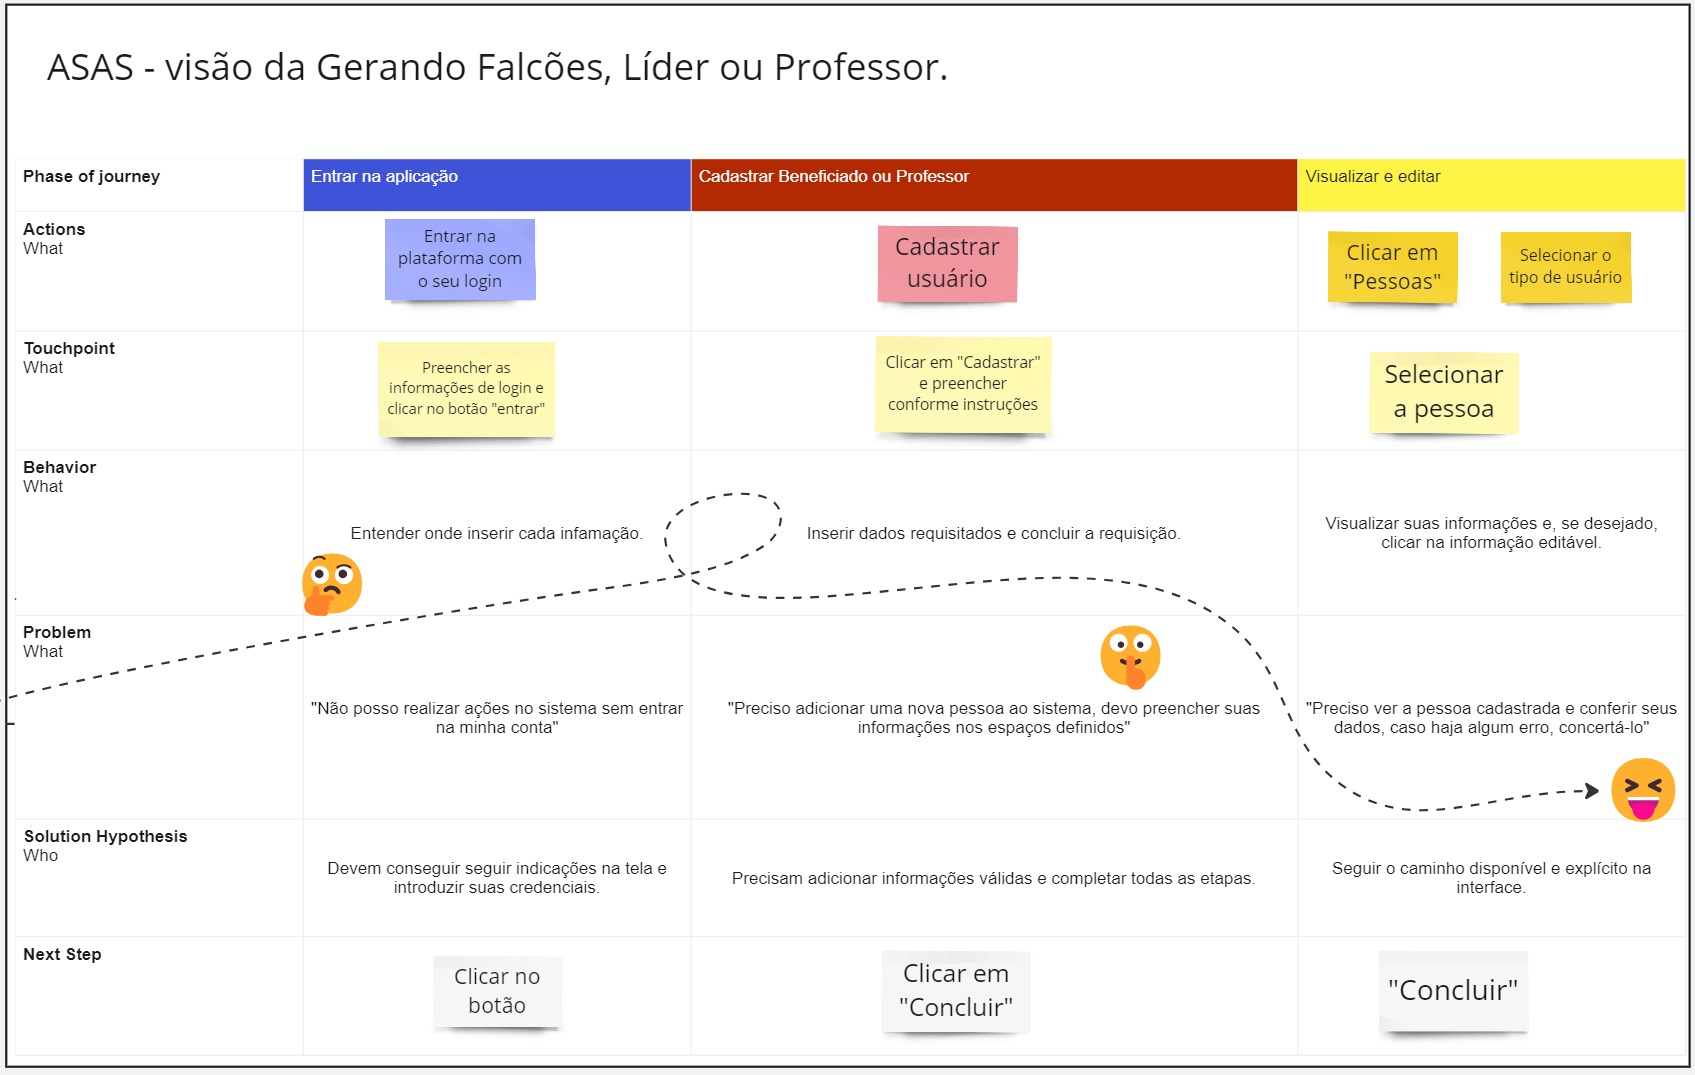 ASAS - visão da Gerando Falcões, Líder ou Professor.
Phase of journey
Entrar na aplicação
Cadastrar Beneficiado ou Professor
Visualizar e editar
Actions
What
Entrar na
plataforma com
o seu login
Cadastrar
usuário
Clicar em
"Pessoas"
Selecionar o
tipo de usuário
Touchpoint
What
Preencher as
informações de login e
clicar no botão "entrar"
Clicar em "Cadastrar"
e preencher
conforme instruções
Selecionar
a pessoa
Behavior
What
Entender onde inserir cada infamação.
Inserir dados requisitados e concluir a requisição.
Visualizar suas informações e, se desejado,
clicar na informação editável.
Problem
What
"Não posso realizar ações no sistema sem entrar
na minha conta"
"Preciso adicionar uma nova pessoa ao sistema, devo preencher suas
informações nos espaços definidos"
"Preciso ver a pessoa cadastrada e conferir seus
dados, caso haja algum erro, concertá-lo"
Solution Hypothesis
Who
Devem conseguir seguir indicações na tela e
introduzir suas credenciais.
Precisam adicionar informações válidas e completar todas as etapas.
Seguir o caminho disponível e explícito na
interface.
Next Step
Clicar no
botão
Clicar em
"Concluir"
"Concluir"